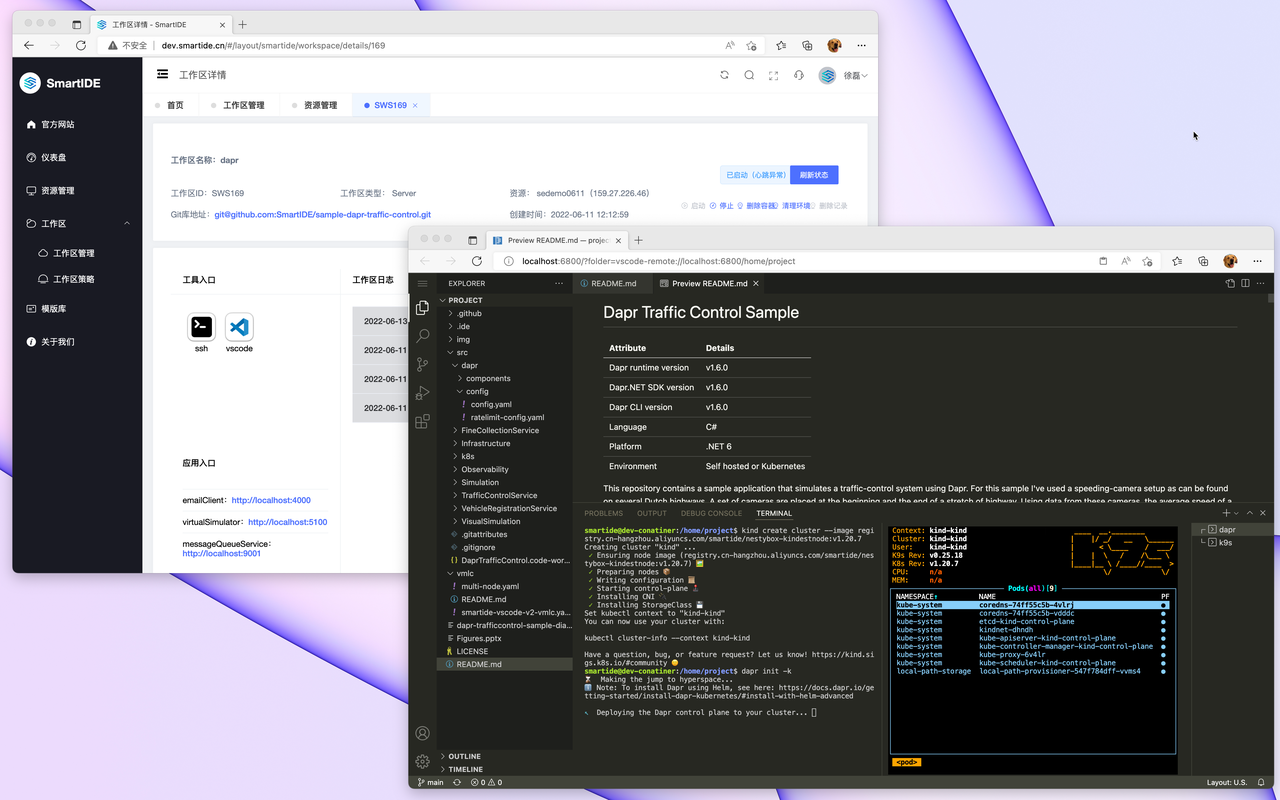 工作区详情 - SmartIDE
不安全 dev.smartide.cn/#/layout/smartide/workspace/details/169
SmartIDE
官方网站
仪表盘
资源管理
工作区
工作区管理
工作区策略
模版库
关于我们
工作区详情
徐磊
首页 工作区管理 资源管理 SWS169
工作区名称：dapr
已启动（心跳异常） 刷新状态
工作区ID：SWS169 工作区类型： Server 资源： sedemo0611（159.27.226.46)
启动 停止 删除容器 清理环境 删除记录
Git库地址：git@github.com:SmartIDE/sample-dapr-traffic-control.git 创建时间：2022-06-11 12:12:59
工具入口
ssh vscode
工作区日志
2022-06-13
2022-06-11
2022-06-11
2022-06-11
应用入口
emailClient：http://localhost:4000
virtualSimulator：http://localhost:5100
messageQueueService：
http://localhost:9001
Preview README.md — projec
localhost:6800/?folder=vscode-remote://localhost:6800/home/project
EXPLORER
PROJECT
.github
.ide
img
src
dapr
components
config
config.yaml
ratelimit-config.yaml
FineCollectionService
Infrastructure
k8s
Observability
Simulation
TrafficControlService
VehicleRegistrationService
VisualSimulation
.gitattributes
.gitignore
DaprTrafficControl.code-wor...
vmlc
multi-node.yaml
README.md
smartide-vscode-v2-vmlc.ya...
dapr-trafficcontrol-sample-dia...
Figures.pptx
LICENSE
README.md
OUTLINE
TIMELINE
README.md Preview README.md
Dapr Traffic Control Sample
Attribute Details
Dapr runtime version v1.6.0
Dapr.NET SDK version v1.6.0
Dapr CLI version v1.6.0
Language C#
Platform .NET 6
Environment Self hosted or Kubernetes
This repository contains a sample application that simulates a traffic-control system using Dapr. For this sample I've used a speeding-camera setup as can be found
on several Dutch highways. A set of cameras are placed at the beginning and the end of a stretch of highway. Using data from these cameras, the average speed of a
PROBLEMS OUTPUT DEBUG CONSOLE TERMINAL
smartide@dev-conatiner:/home/project$ kind create cluster --image regi
stry.cn-hangzhou.aliyuncs.com/smartide/nestybox-kindestnode:v1.20.7
Creating cluster "kind" ...
✓ Ensuring node image (registry.cn-hangzhou.aliyuncs.com/smartide/nes
tybox-kindestnode:v1.20.7)
✓ Preparing nodes
✓ Writing configuration
✓ Starting control-plane
✓ Installing CNI
✓ Installing StorageClass
Set kubectl context to "kind-kind"
You can now use your cluster with:
kubectl cluster-info --context kind-kind
Have a question, bug, or feature request? Let us know! https://kind.si
gs.k8s.io/#community
smartide@dev-conatiner:/home/project$ dapr init -k
Making the jump to hyperspace...
Note: To install Dapr using Helm, see here: https://docs.dapr.io/ge
tting-started/install-dapr-kubernetes/#install-with-helm-advanced
Deploying the Dapr control plane to your cluster...
Context: kind-kind
Cluster: kind-kind
User: kind-kind
K9s Rev: v0.25.18
K8s Rev: v1.20.7
CPU: n/a
MEM: n/a
Pods(all)[9]
NAMESPACE↑ NAME PF
kube-system coredns-74ff55c5b-4vlrj
kube-system coredns-74ff55c5b-vdddc
kube-system etcd-kind-control-plane
kube-system kindnet-dhndh
kube-system kube-apiserver-kind-control-plane
kube-system kube-controller-manager-kind-control-plane
kube-system kube-proxy-6v4lr
kube-system kube-scheduler-kind-control-plane
local-path-storage local-path-provisioner-547f784dff-vvms4
<pod>
dapr
k9s
main 0 0 Layout: U.S.